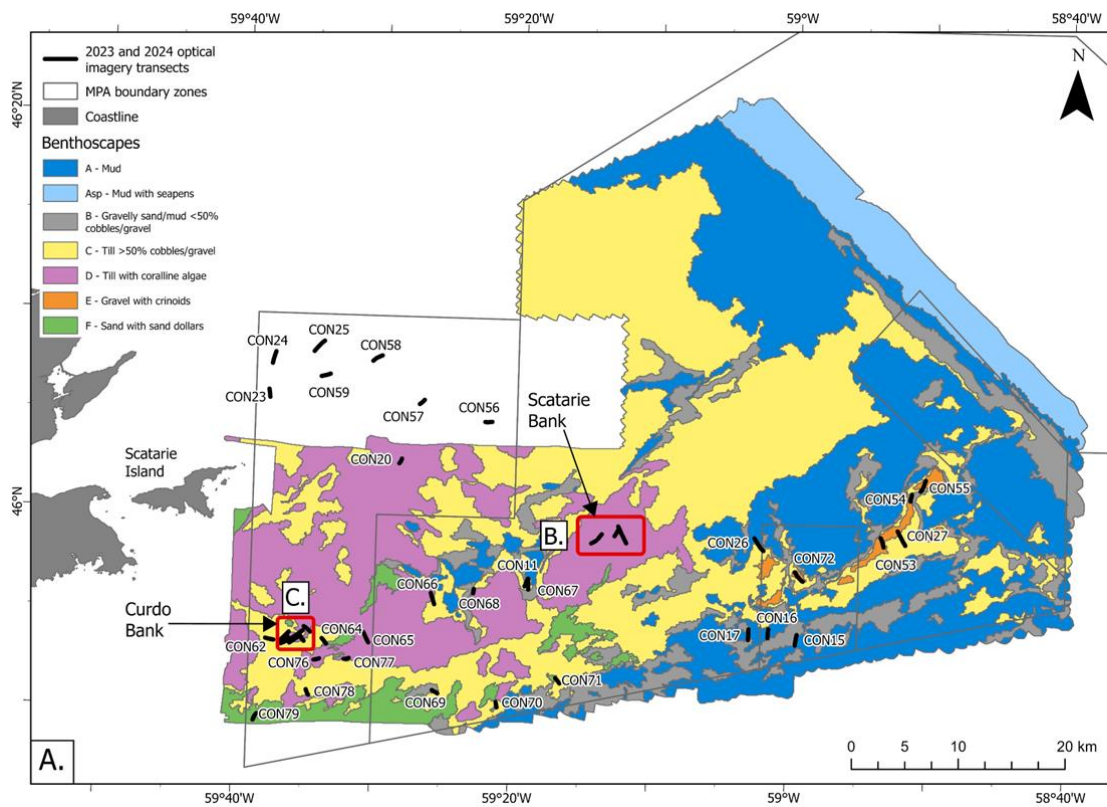 59°40'W
59°20'W
59°W
58°40'W
46°20'N
46°N
2023 and 2024 optical
imagery transects
MPA boundary zones
Coastline
Benthoscapes
A - Mud
Asp - Mud with seapens
B - Gravelly sand/mud <50%
cobbles/gravel
C - Till >50% cobbles/gravel
D - Till with coralline algae
E - Gravel with crinoids
F - Sand with sand dollars
N
CON24
CON25
CON58
CON23
CON59
CON57
CON56
Scatarie
Bank
Scatarie
Island
CON20
CON54
CON55
B.
CON26
CON27
CON53
CON11
CON72
CON66
CON67
CON68
C.
Curdo
Bank
CON64
CON65
CON62
CON16
CON17
CON15
CON76
CON77
CON71
CON78
CON69
CON70
CON79
A.
0
5
10
20 km
59°40'W
59°20'W
59°W
58°40'W